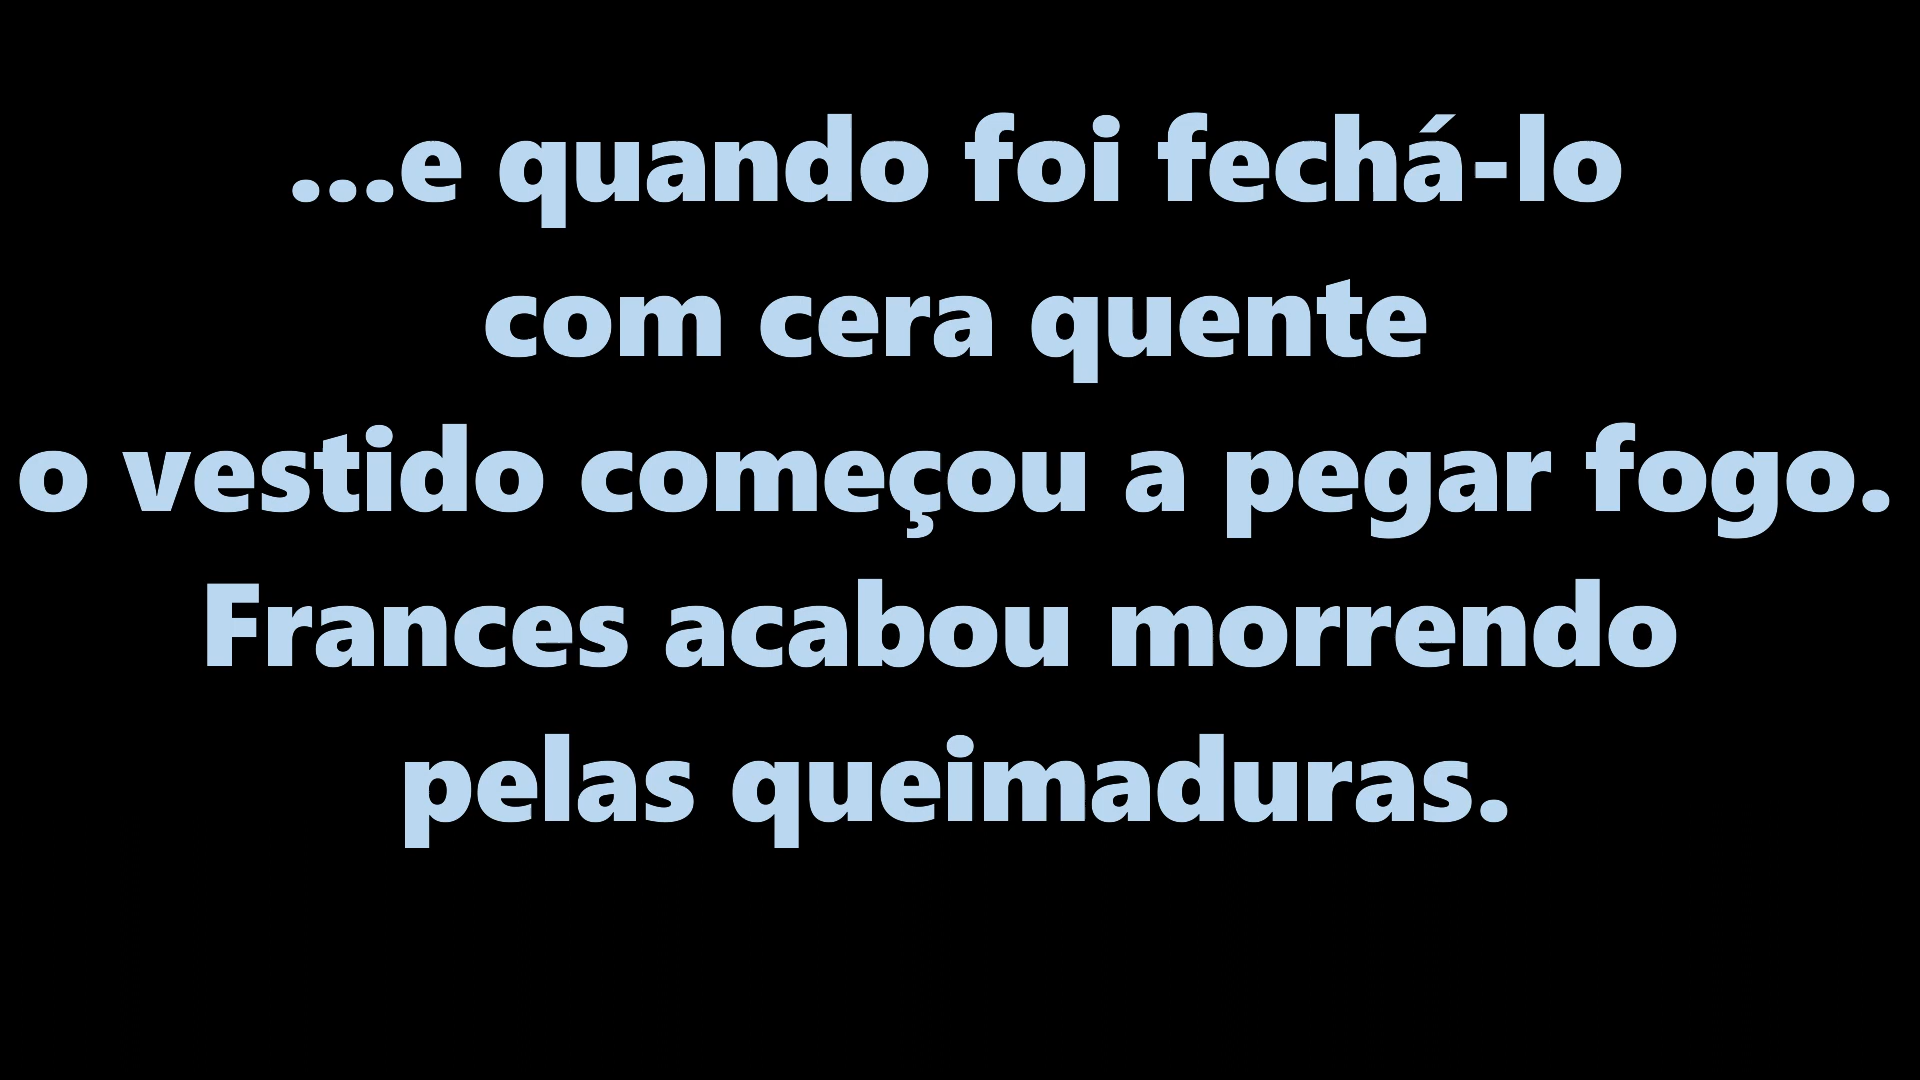 ...e quando foi fechá-lo
com cera quente
o vestido começou a pegar fogo.
Frances acabou morrendo
pelas queimaduras.